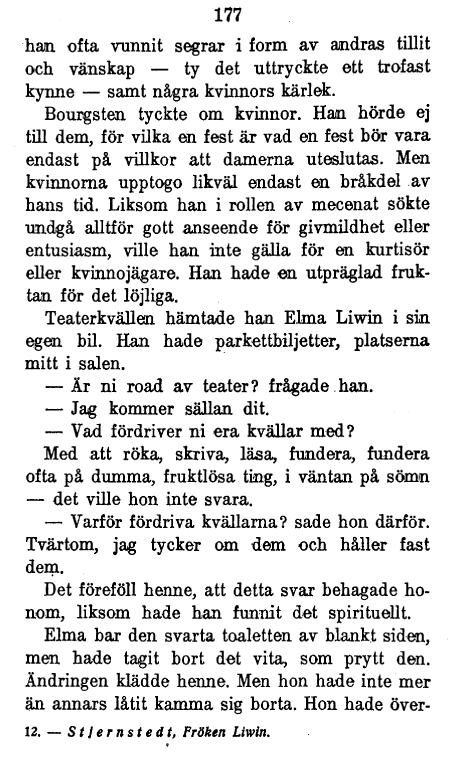 177
han ofta vunnit segrar i form av andras tillit
och vänskap — ty det uttryckte ett trofast
kynne — samt några kvinnors kärlek.
Bourgsten tyckte om kvinnor. Han hörde ej
till dem, för vilka en fest är vad en fest bör vara
endast på villkor att damerna uteslutas. Men
kvinnorna upptogo likväl endast en bråkdel av
hans tid. Liksom han i rollen av mecenat sökte
undgå alltför gott anseende för givmildhet eller
entusiasm, ville han inte gälla för en kurtisör
eller kvinnojägare. Han hade en utpräglad fruk-
tan för det löjliga.
Teaterkvällen hämtade han Elma Liwin i sin
egen bil. Han hade parkettbiljetter, platserna
mitt i salen.
— Är ni road av teater? frågade han.
— Jag kommer sällan dit.
— Vad fördriver ni era kvällar med?
Med att röka, skriva, läsa, fundera, fundera
ofta på dumma, fruktlösa ting, i väntan på sömn
— det ville hon inte svara.
— Varför fördriva kvällarna? sade hon därför.
Tvärtom, jag tycker om dem och håller fast
dem.
Det föreföll henne, att detta svar behagade ho-
nom, liksom hade han funnit det spirituellt.
Elma bar den svarta toaletten av blankt siden,
men hade tagit bort det vita, som prytt den.
Ändringen klädde henne. Men hon hade inte mer
än annars låtit kamma sig borta. Hon hade över-
12. — Stjernstedt, Fröken Liwin.